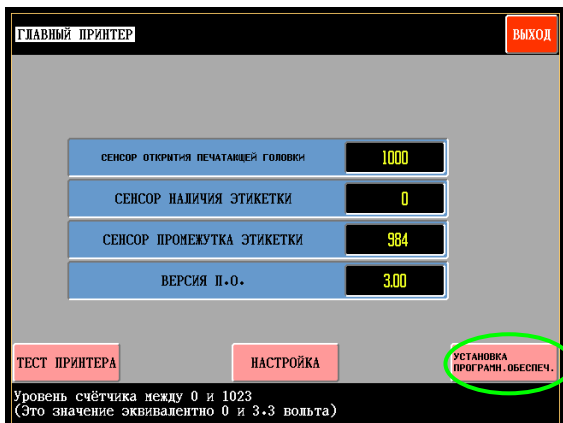 ГЛАВНЫЙ ПРИНТЕР
ВЫХОД
СЕНСОР ОТКРЫТИЯ ПЕЧАТАЮЩЕЙ ГОЛОВКИ 1000
СЕНСОР НАЛИЧИЯ ЭТИКЕТКИ 0
СЕНСОР ПРОМЕЖУТКА ЭТИКЕТКИ 984
ВЕРСИЯ П.О. 3.00
ТЕСТ ПРИНТЕРА
НАСТРОЙКА
УСТАНОВКА
ПРОГРАММ.ОБЕСПЕЧ.
Уровень счётчика между 0 и 1023
(Это значение эквивалентно 0 и 3.3 вольта)